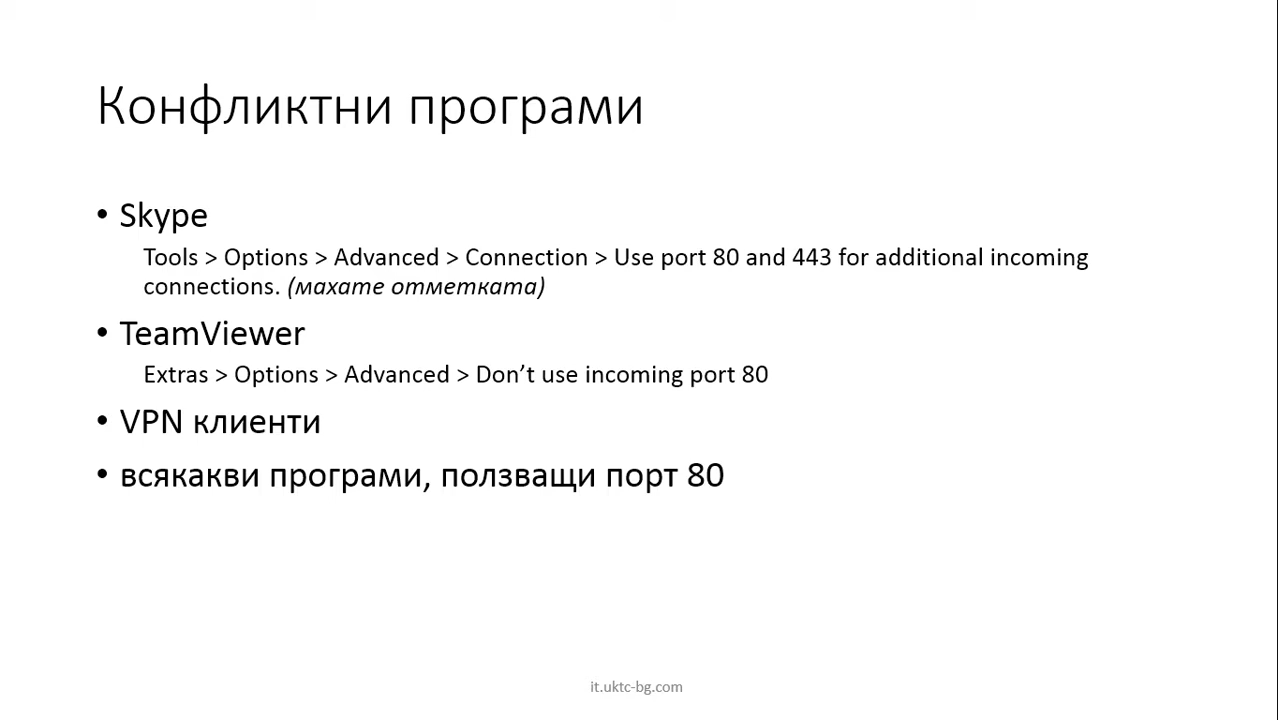 Конфликтни програми
• Skype
Tools > Options > Advanced > Connection > Use port 80 and 443 for additional incoming
connections. (махате отметката)
• TeamViewer
Extras > Options > Advanced > Don’t use incoming port 80
• VPN клиенти
• всякакви програми, ползващи порт 80
it.uktc-bg.com